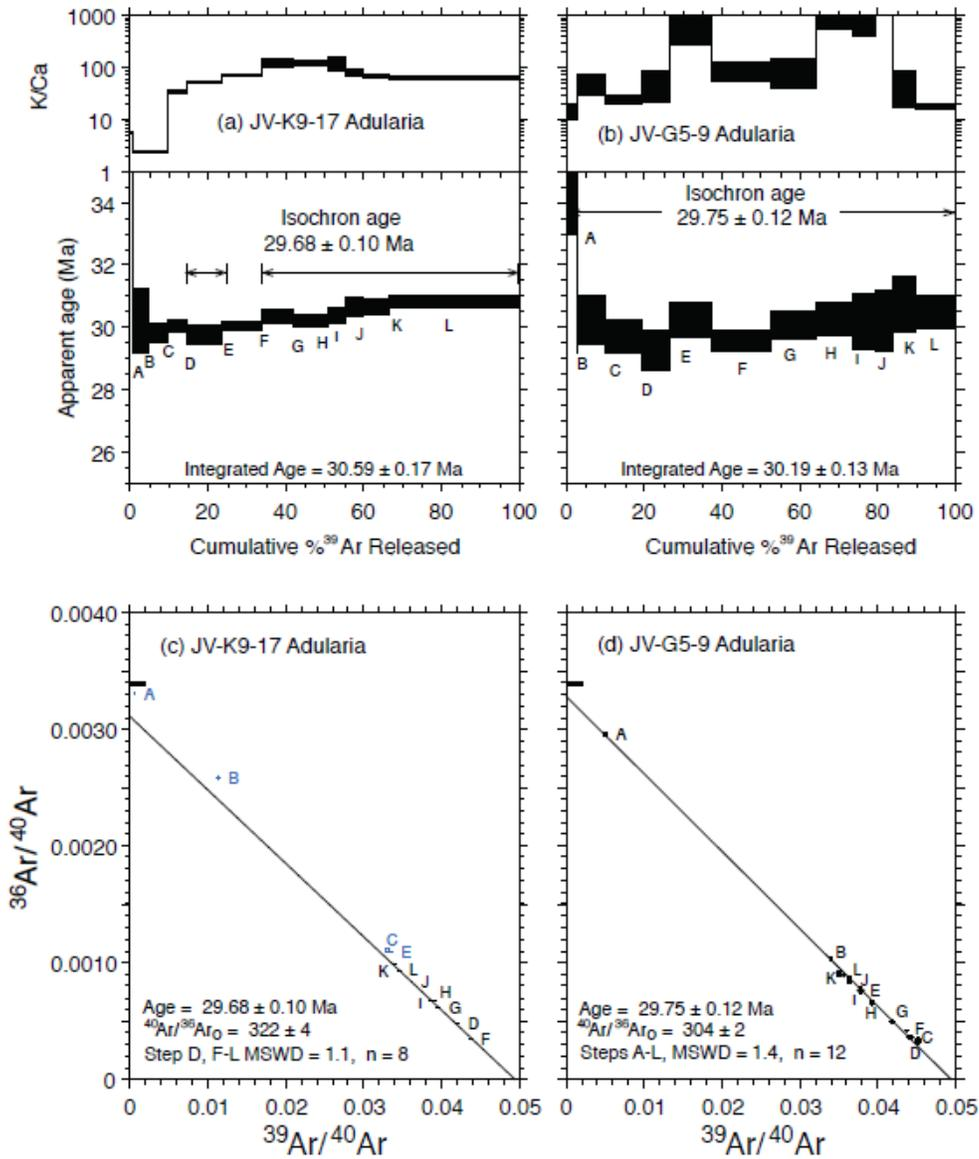 1000
100
10
1
K/Ca
(a) JV-K9-17 Adularia
(b) JV-G5-9 Adularia
34
32
30
28
26
Apparent age (Ma)
Isochron age
29.68 ± 0.10 Ma
A
B
C
D
E
F
G
H
I
J
K
L
Integrated Age = 30.59 ± 0.17 Ma
0 20 40 60 80 100
Cumulative %³⁹Ar Released
Isochron age
29.75 ± 0.12 Ma
A
B
C
D
E
F
G
H
I
J
K
L
Integrated Age = 30.19 ± 0.13 Ma
0 20 40 60 80 100
Cumulative %³⁹Ar Released
0.0040
0.0030
0.0020
0.0010
0
³⁶Ar/⁴⁰Ar
(c) JV-K9-17 Adularia
A
B
C
E
K
L
J
I
H
G
D
F
Age = 29.68 ± 0.10 Ma
⁴⁰Ar/³⁶Ar₀ = 322 ± 4
Step D, F-L MSWD = 1.1, n = 8
0 0.01 0.02 0.03 0.04 0.05
³⁹Ar/⁴⁰Ar
(d) JV-G5-9 Adularia
A
B
K
L
J
I
E
H
G
F
C
D
Age = 29.75 ± 0.12 Ma
⁴⁰Ar/³⁶Ar₀ = 304 ± 2
Steps A-L, MSWD = 1.4, n = 12
0 0.01 0.02 0.03 0.04 0.05
³⁹Ar/⁴⁰Ar